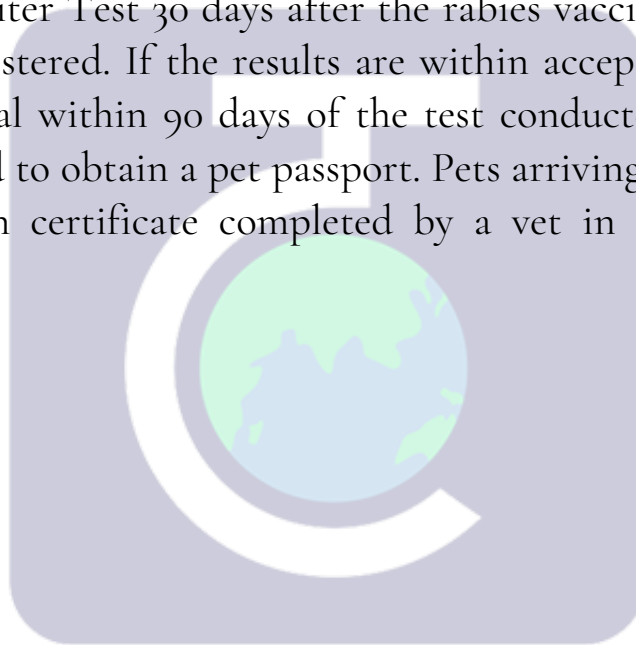 iter Test 30 days after the rabies vacci
stered. If the results are within accep
al within 90 days of the test conduct
to obtain a pet passport. Pets arriving
certificate completed by a vet in